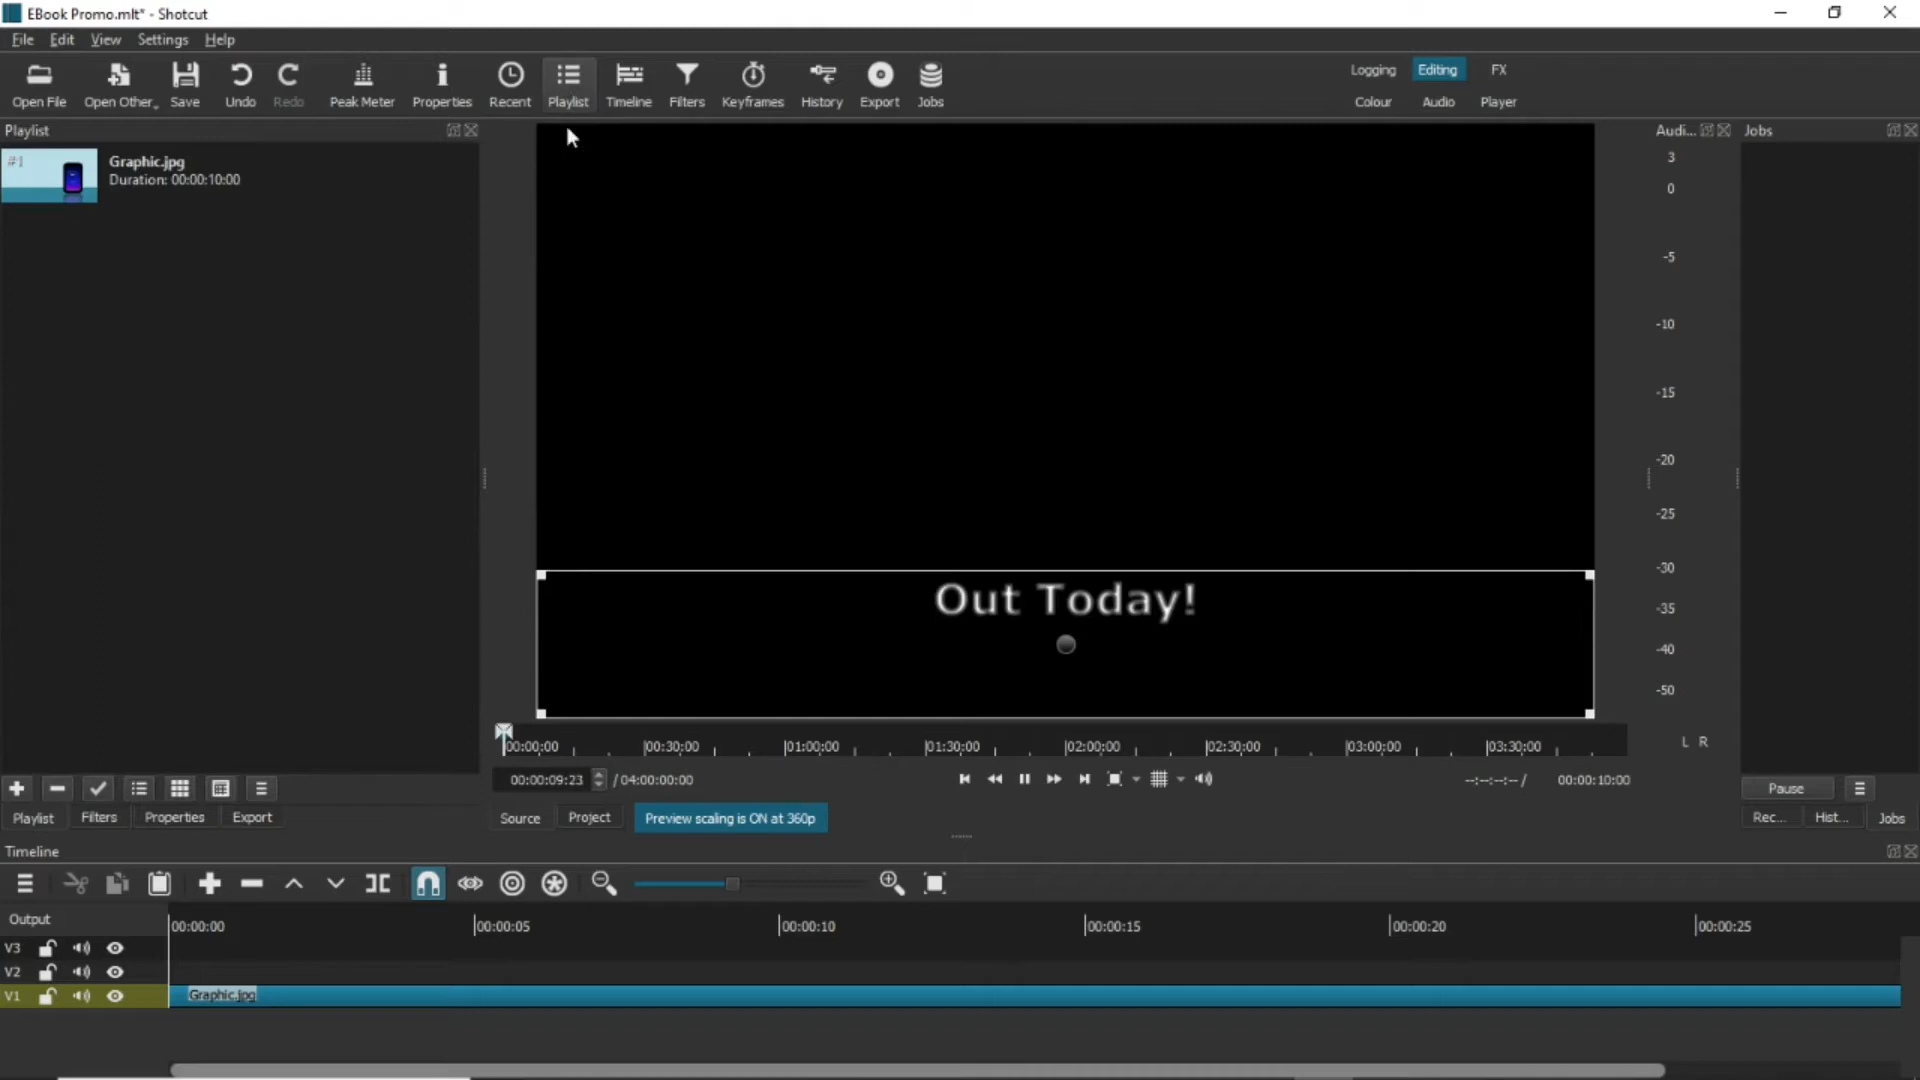 EBook Promo.mlt* - Shotcut
File Edit View Settings Help
Open File Open Other... Save Undo Redo Peak Meter Properties Recent Playlist Timeline Filters Keyframes History Export Jobs
Logging Editing FX
Colour Audio Player
Playlist
#1
Graphic.jpg
Duration: 00:00:10:00
Out Today!
Audi... Jobs
3
0
-5
-10
-15
-20
-25
-30
-35
-40
-50
L R
00:00:00 00:30:00 01:00:00 01:30:00 02:00:00 02:30:00 03:00:00 03:30:00
00:00:09:23 / 04:00:00:00 --:--:--:-- / 00:00:10:00
Pause
Playlist Filters Properties Export
Source Project Preview scaling is ON at 360p
Rec... Hist... Jobs
Timeline
Output
00:00:00 00:00:05 00:00:10 00:00:15 00:00:20 00:00:25
V3
V2
V1 Graphic.jpg